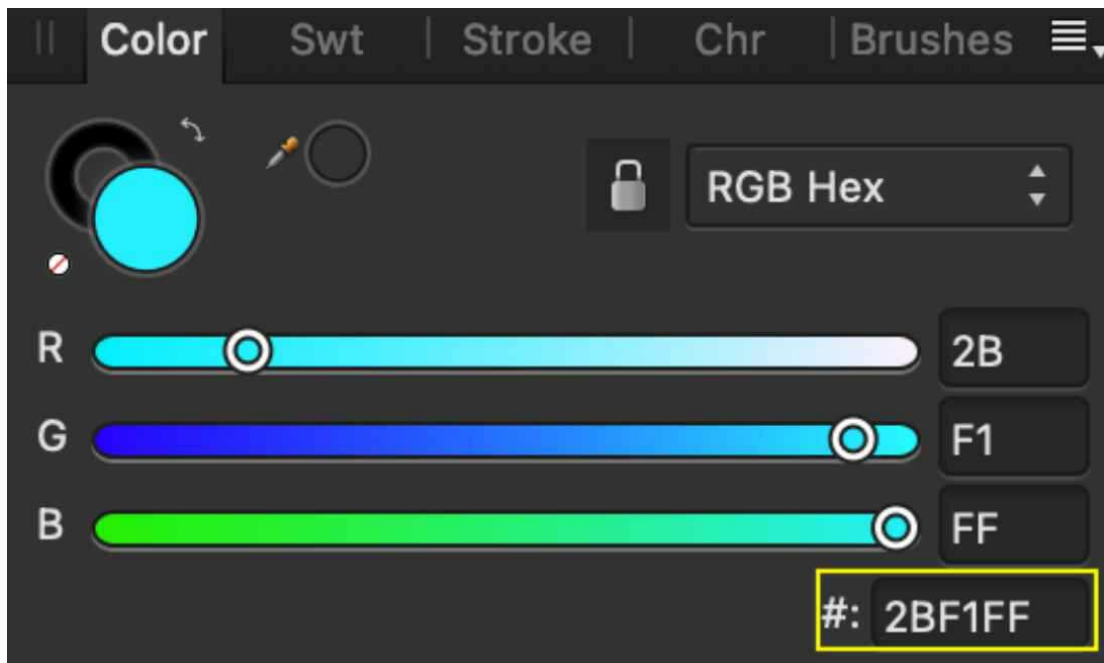 Color Swt Stroke Chr Brushes
RGB Hex
R 2B
G F1
B FF
#: 2BF1FF